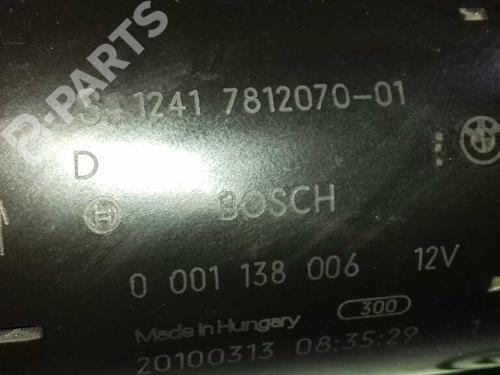 B-PARTS
S 1241 7812070-01
D
BOSCH
0 001 138 006 12V
300
Made in Hungary
20100313 08:35:29